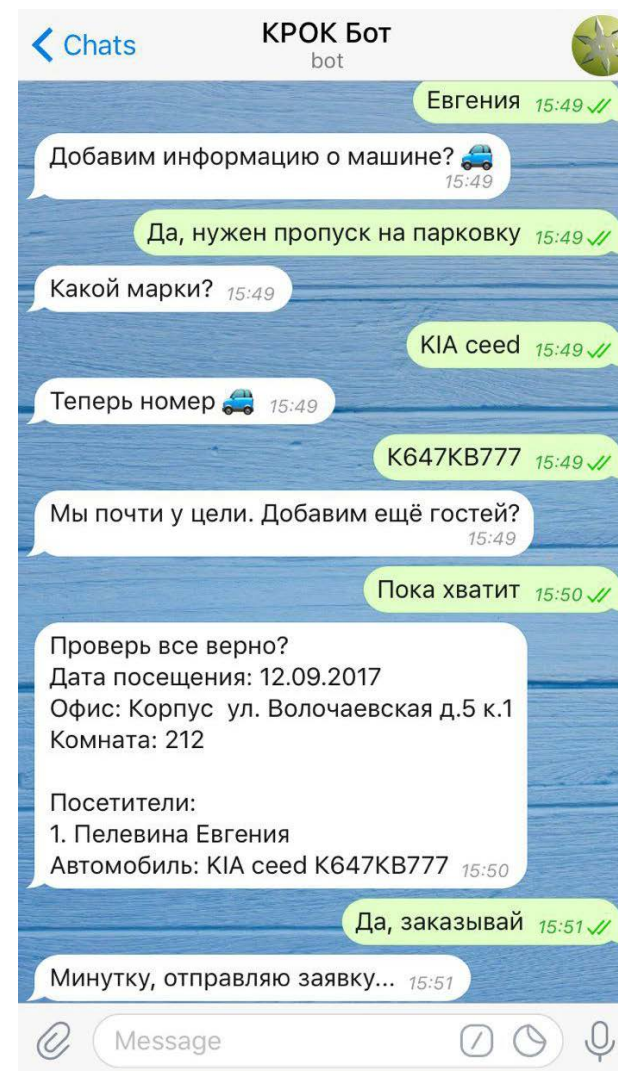 Chats
КРОК Бот
bot
Евгения 15:49
Добавим информацию о машине?
15:49
Да, нужен пропуск на парковку 15:49
Какой марки? 15:49
KIA ceed 15:49
Теперь номер 15:49
К647КВ777 15:49
Мы почти у цели. Добавим ещё гостей?
15:49
Пока хватит 15:50
Проверь все верно?
Дата посещения: 12.09.2017
Офис: Корпус ул. Волочаевская д.5 к.1
Комната: 212
Посетители:
1. Пелевина Евгения
Автомобиль: KIA ceed К647КВ777 15:50
Да, заказывай 15:51
Минутку, отправляю заявку... 15:51
Message